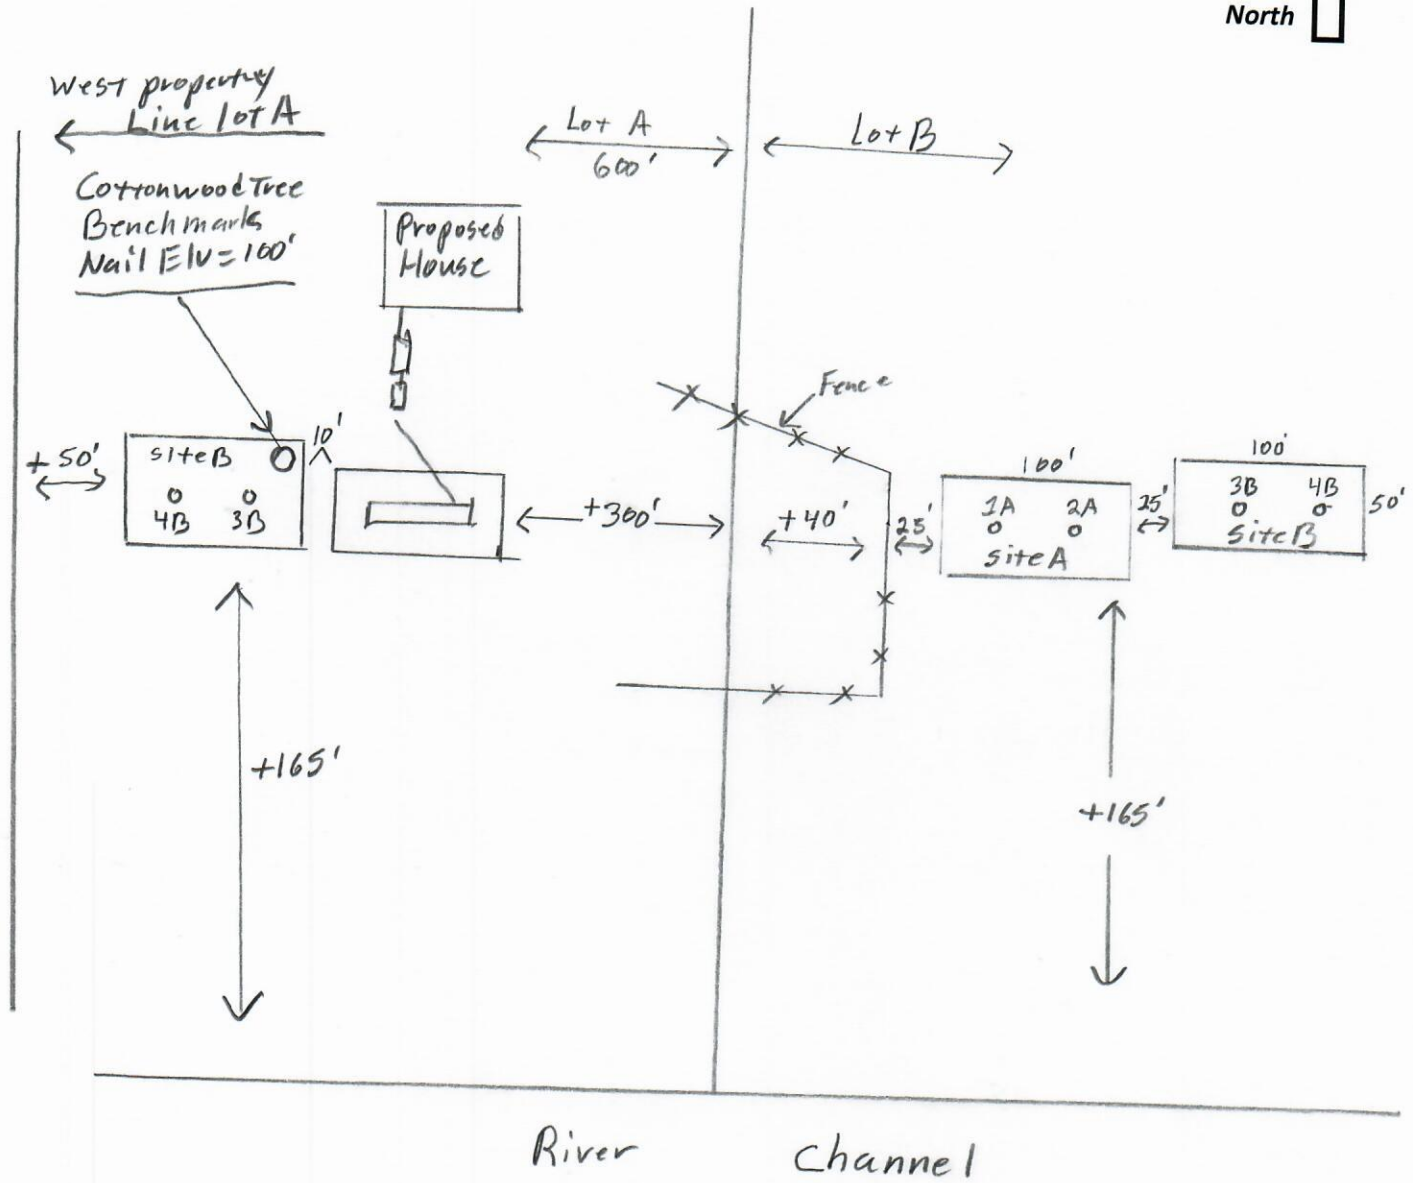 North
West property
Line lot A
Lot A
600'
Lot B
Cottonwood Tree
Benchmark
Nail Elv=100'
Proposed
House
Fence
+50'
site B
10'
4B 3B
+300'
+40'
25'
100'
1A 2A
site A
25'
100'
3B 4B
site B
50'
+165'
+165'
River Channel